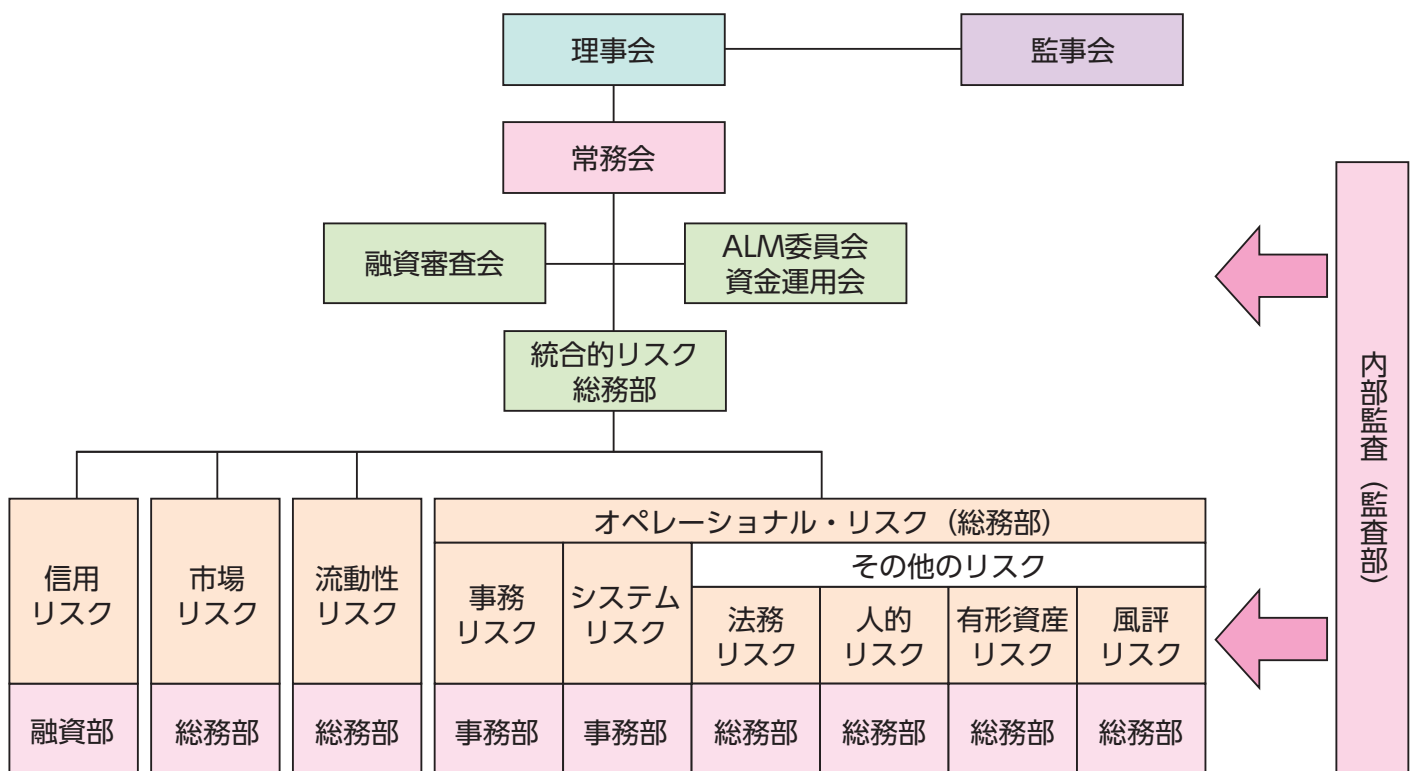 理事会
監事会
常務会
融資審査会
ALM委員会
資金運用会
統合的リスク
総務部
内部監査（監査部）
オペレーショナル・リスク（総務部）
その他のリスク
信用
リスク
市場
リスク
流動性
リスク
事務
リスク
システム
リスク
法務
リスク
人的
リスク
有形資産
リスク
風評
リスク
融資部
総務部
総務部
事務部
事務部
総務部
総務部
総務部
総務部